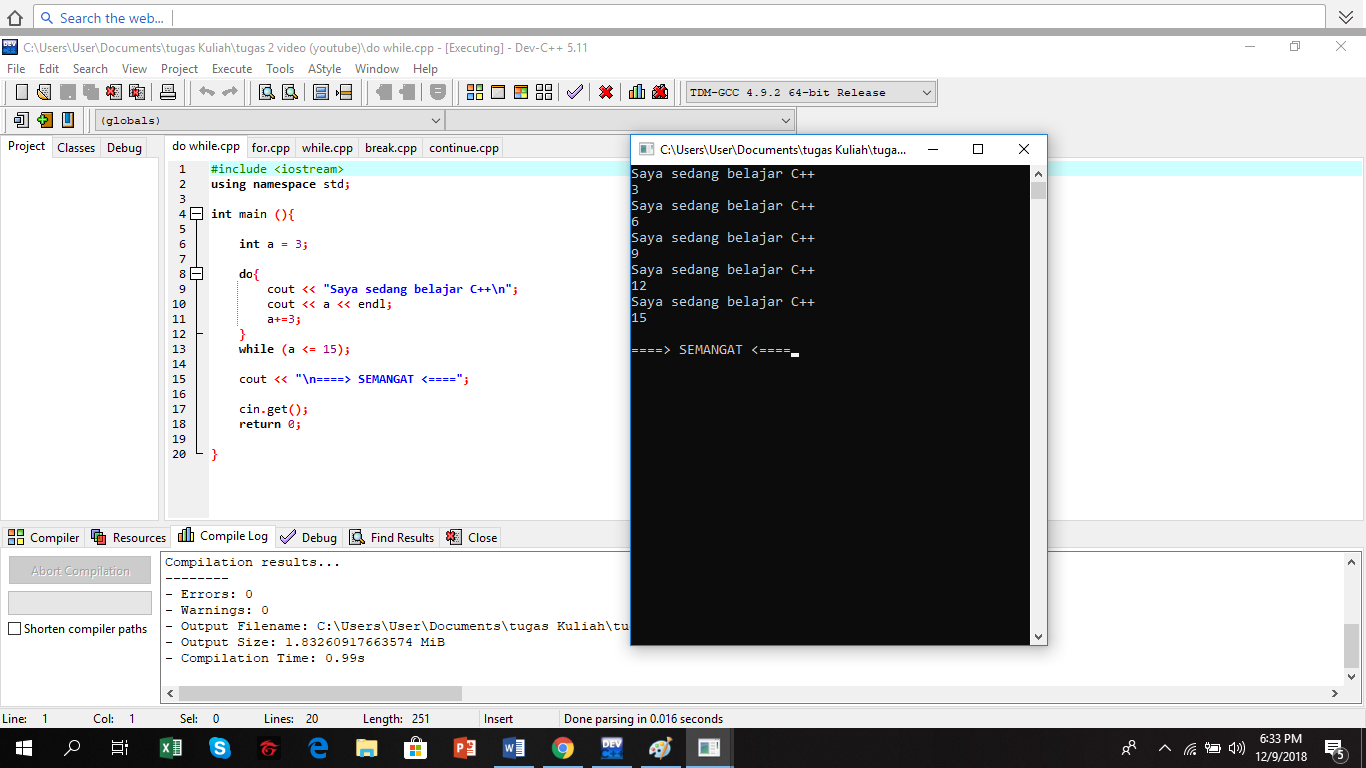 Search the web...
C:\Users\User\Documents\tugas Kuliah\tugas 2 video (youtube)\do while.cpp - [Executing] - Dev-C++ 5.11
File Edit Search View Project Execute Tools AStyle Window Help
TDM-GCC 4.9.2 64-bit Release
(globals)
Project Classes Debug
do while.cpp for.cpp while.cpp break.cpp continue.cpp
1 #include <iostream>
2 using namespace std;
3
4 int main (){
5
6 int a = 3;
7
8 do{
9 cout << "Saya sedang belajar C++\n";
10 cout << a << endl;
11 a+=3;
12 }
13 while (a <= 15);
14
15 cout << "\n====> SEMANGAT <====";
16
17 cin.get();
18 return 0;
19
20 }
C:\Users\User\Documents\tugas Kuliah\tuga...
Saya sedang belajar C++
3
Saya sedang belajar C++
6
Saya sedang belajar C++
9
Saya sedang belajar C++
12
Saya sedang belajar C++
15
====> SEMANGAT <====
Compiler Resources Compile Log Debug Find Results Close
Abort Compilation
Shorten compiler paths
Compilation results...
--------
- Errors: 0
- Warnings: 0
- Output Filename: C:\Users\User\Documents\tugas Kuliah\tu
- Output Size: 1.83260917663574 MiB
- Compilation Time: 0.99s
Line: 1 Col: 1 Sel: 0 Lines: 20 Length: 251 Insert Done parsing in 0.016 seconds
DEV
6:33 PM
12/9/2018
5